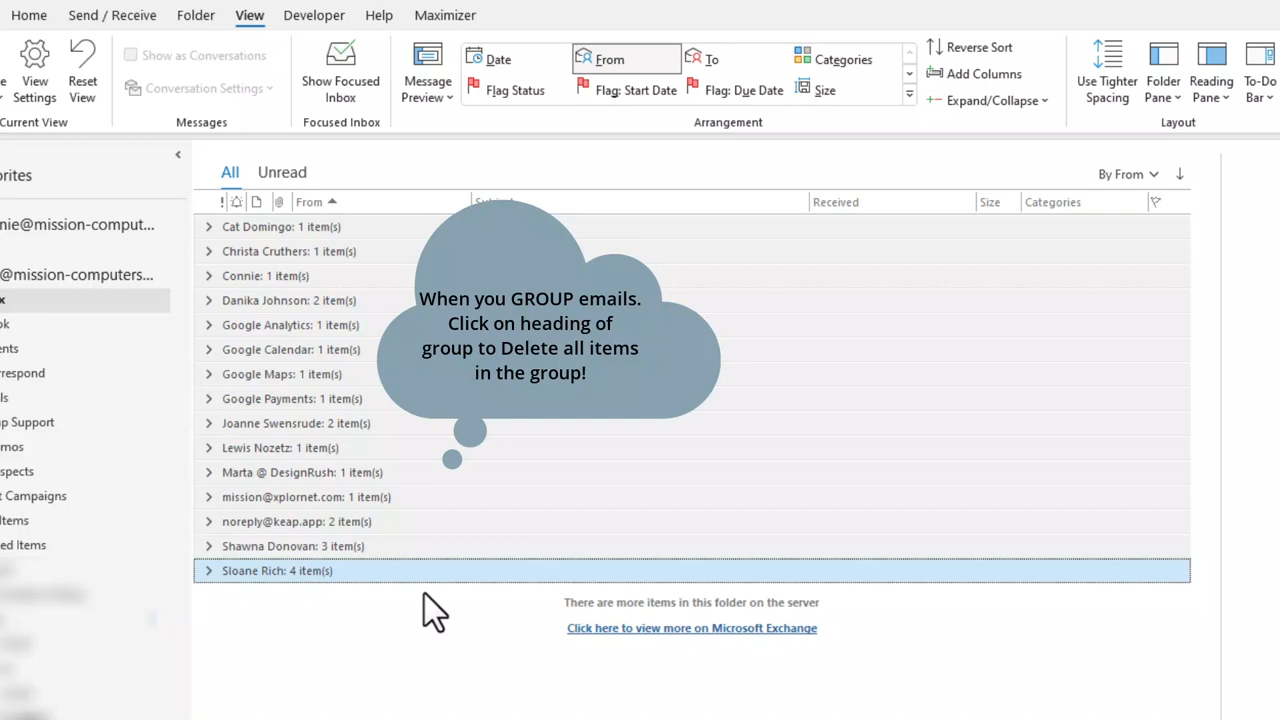 Home Send / Receive Folder View Developer Help Maximizer
View Settings
Reset View
Current View
Show as Conversations
Conversation Settings
Messages
Show Focused Inbox
Focused Inbox
Message Preview
Date From To Categories
Flag Status Flag: Start Date Flag: Due Date Size
Arrangement
Reverse Sort
Add Columns
Expand/Collapse
Use Tighter Spacing
Folder Pane
Reading Pane
To-Do Bar
Layout
orites
nie@mission-comput...
@mission-computers...
x
ok
ents
rrespond
ls
p Support
mos
spects
t Campaigns
Items
ed Items
All Unread
By From
! From Received Size Categories
Cat Domingo: 1 item(s)
Christa Cruthers: 1 item(s)
Connie: 1 item(s)
Danika Johnson: 2 item(s)
Google Analytics: 1 item(s)
Google Calendar: 1 item(s)
Google Maps: 1 item(s)
Google Payments: 1 item(s)
Joanne Swensrude: 2 item(s)
Lewis Nozetz: 1 item(s)
Marta @ DesignRush: 1 item(s)
mission@xplornet.com: 1 item(s)
noreply@keap.app: 2 item(s)
Shawna Donovan: 3 item(s)
Sloane Rich: 4 item(s)
When you GROUP emails.
Click on heading of
group to Delete all items
in the group!
There are more items in this folder on the server
Click here to view more on Microsoft Exchange